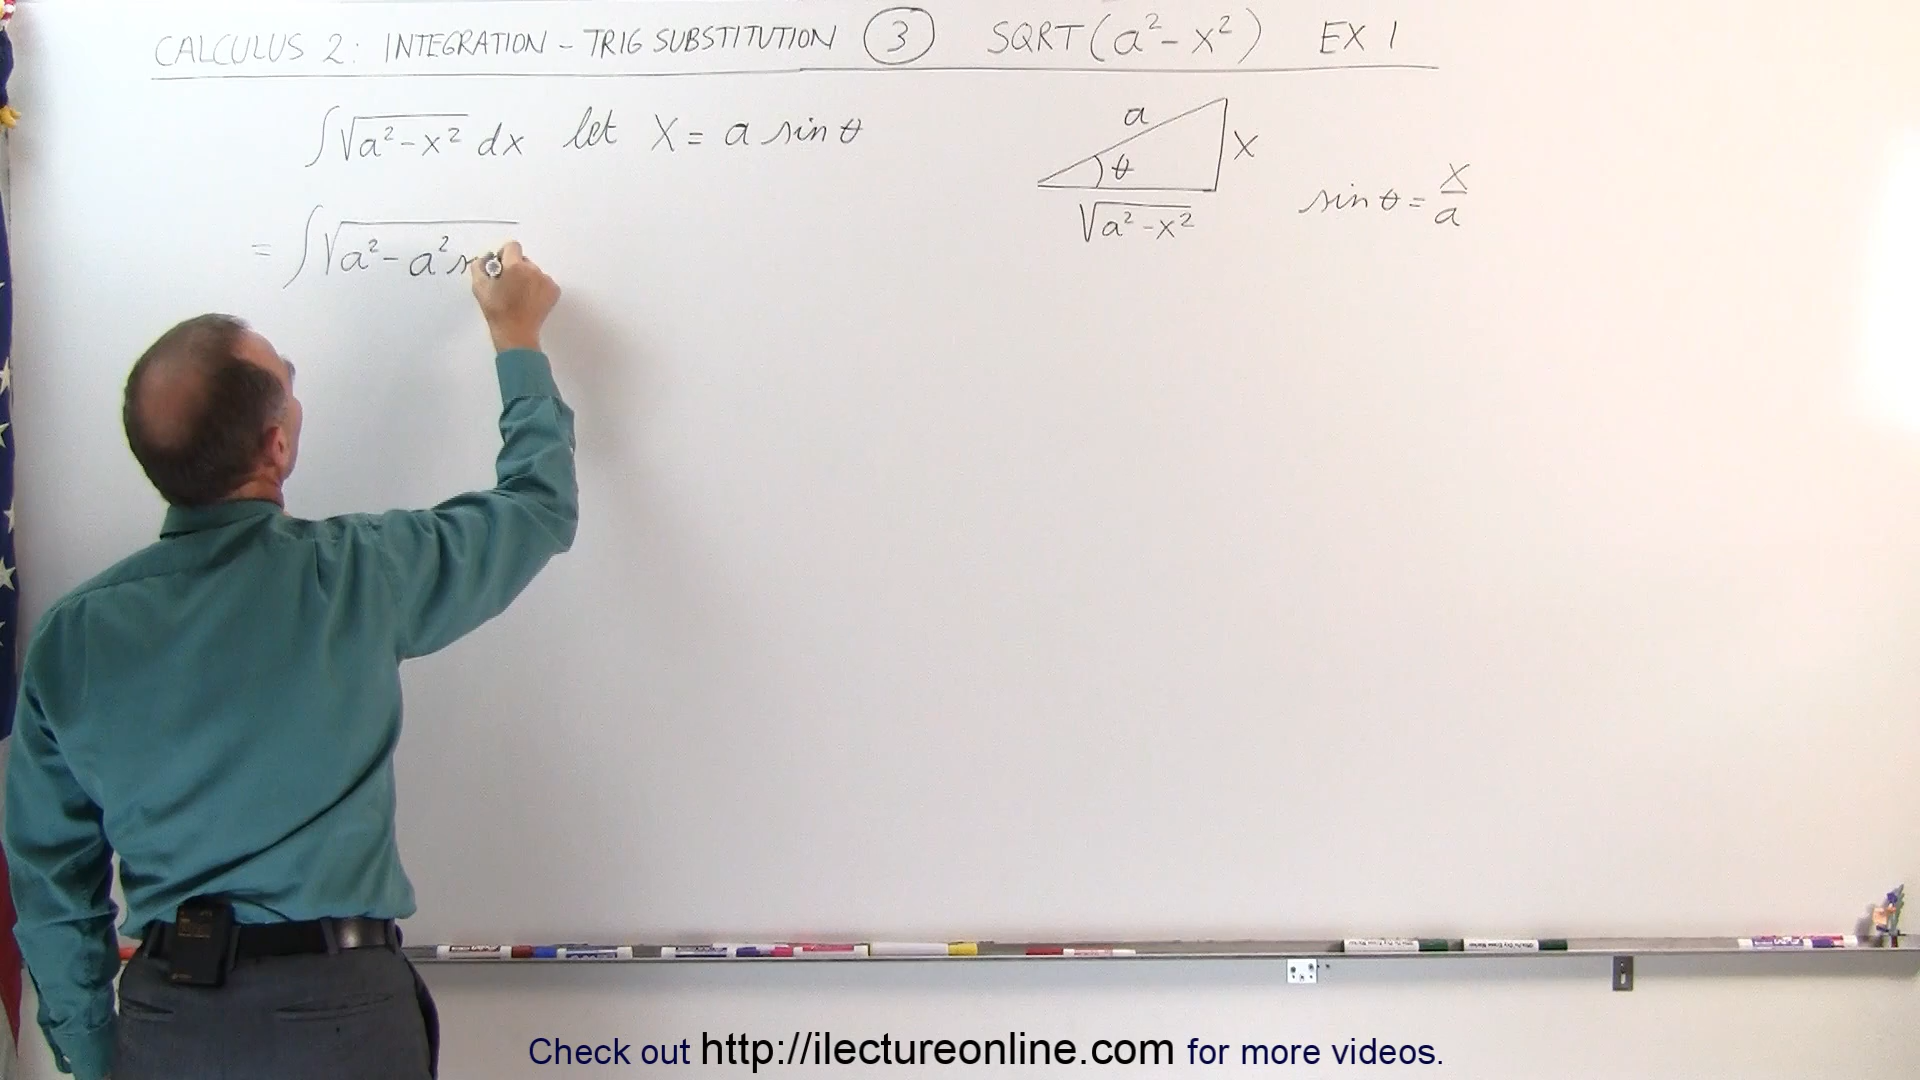 CALCULUS 2: INTEGRATION - TRIG SUBSTITUTION ③ SQRT(a²-x²) EX 1
∫√a²-x² dx let x = a sin θ
a
x
θ
√a²-x²
sin θ = x/a
= ∫√a²-a²
Check out http://ilectureonline.com for more videos.